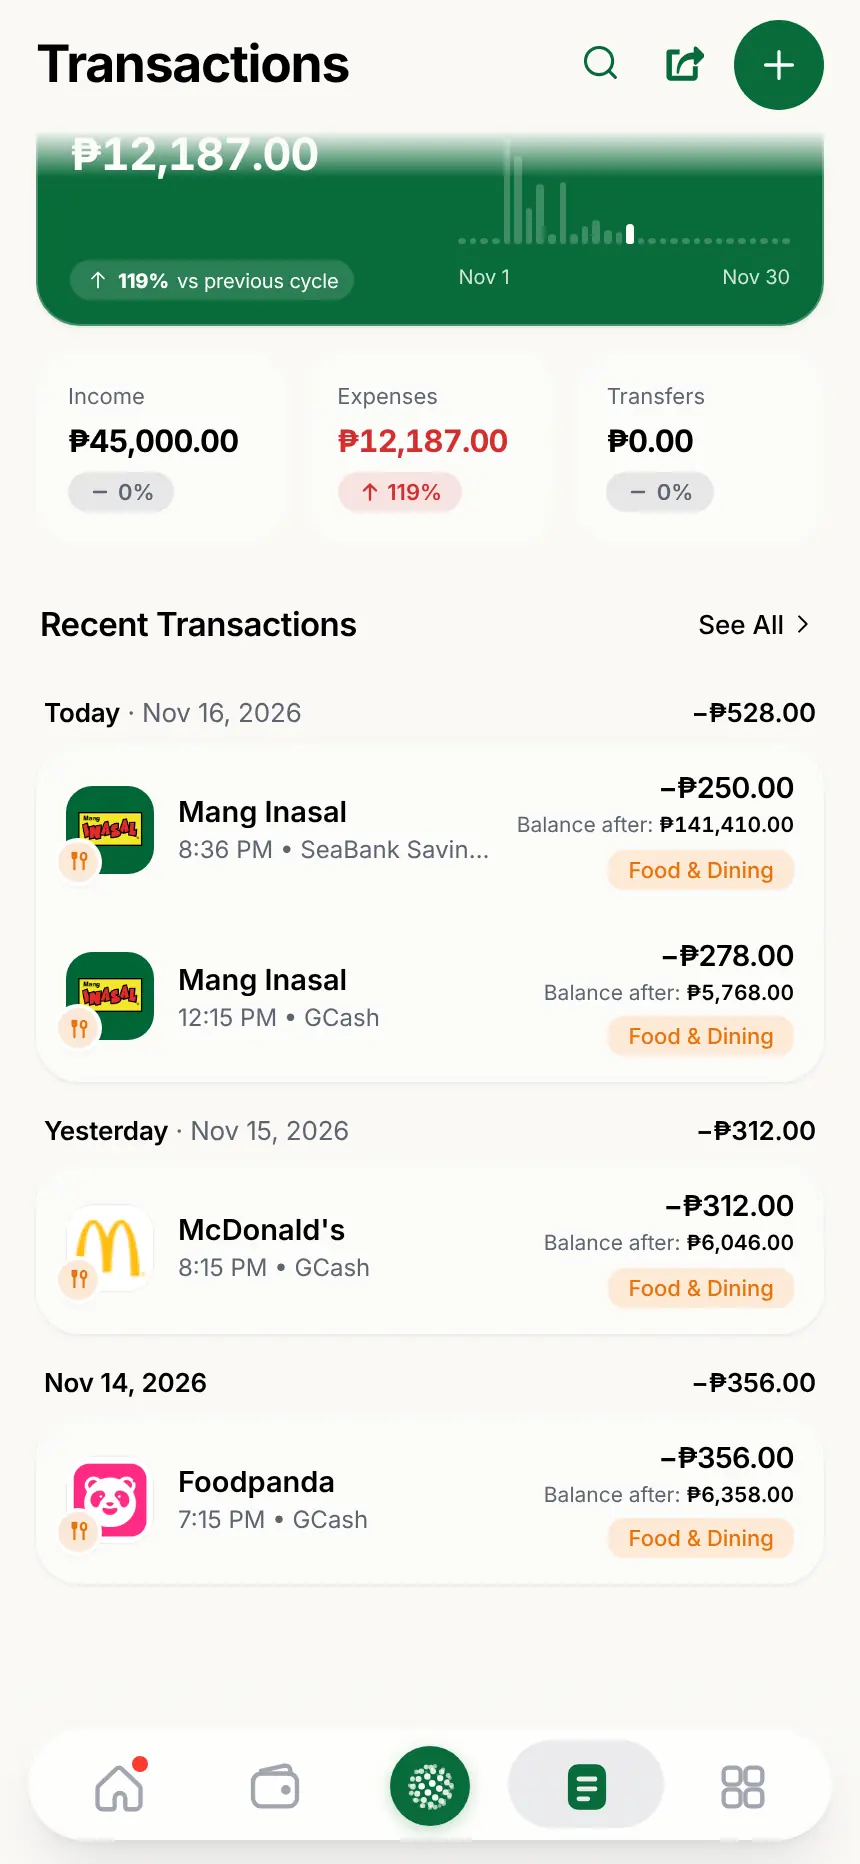 Transactions
₱12,187.00
↑ 119% vs previous cycle
Nov 1
Nov 30
Income
₱45,000.00
– 0%
Expenses
₱12,187.00
↑ 119%
Transfers
₱0.00
– 0%
Recent Transactions
See All
Today · Nov 16, 2026
–₱528.00
Mang
INASAL
Mang Inasal
8:36 PM • SeaBank Savin...
–₱250.00
Balance after: ₱141,410.00
Food & Dining
Mang
INASAL
Mang Inasal
12:15 PM • GCash
–₱278.00
Balance after: ₱5,768.00
Food & Dining
Yesterday · Nov 15, 2026
–₱312.00
McDonald's
8:15 PM • GCash
–₱312.00
Balance after: ₱6,046.00
Food & Dining
Nov 14, 2026
–₱356.00
Foodpanda
7:15 PM • GCash
–₱356.00
Balance after: ₱6,358.00
Food & Dining